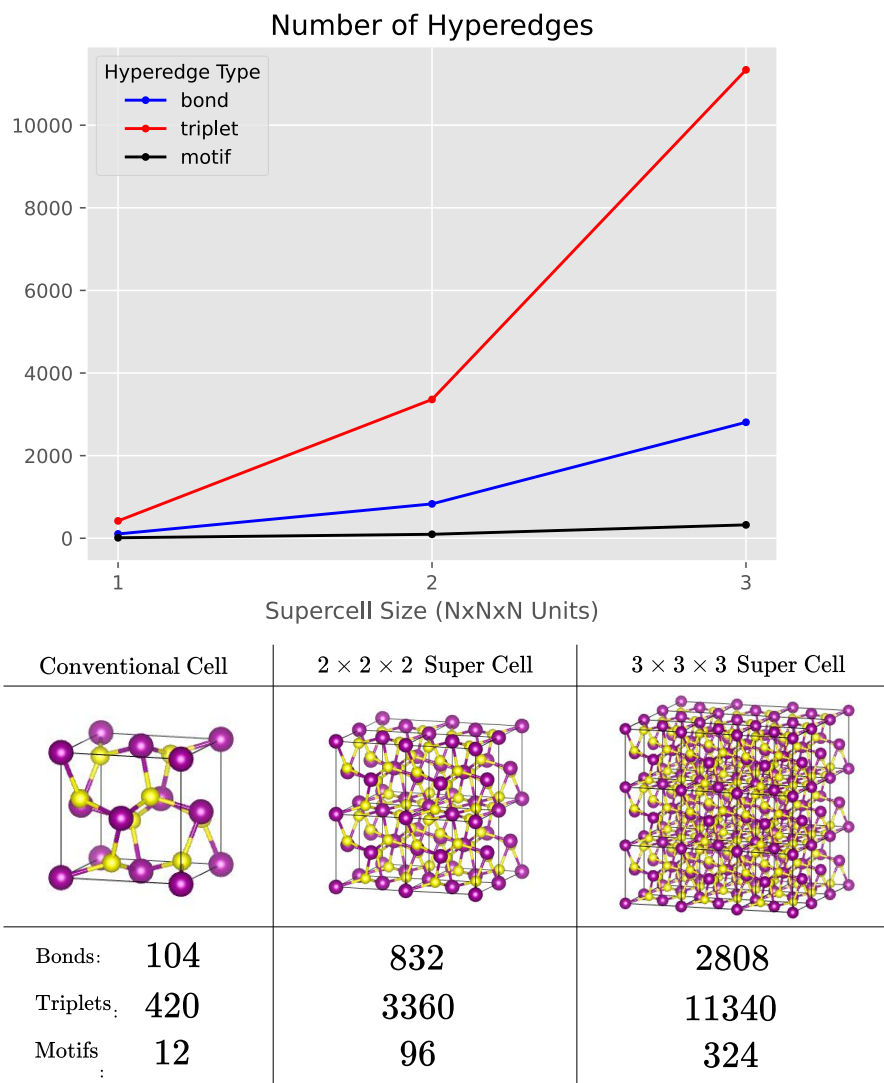 Number of Hyperedges
Hyperedge Type
bond
triplet
motif
10000
8000
6000
4000
2000
0
1 2 3
Supercell Size (NxNxN Units)
Conventional Cell 2 × 2 × 2 Super Cell 3 × 3 × 3 Super Cell
Bonds: 104 832 2808
Triplets: 420 3360 11340
Motifs: 12 96 324